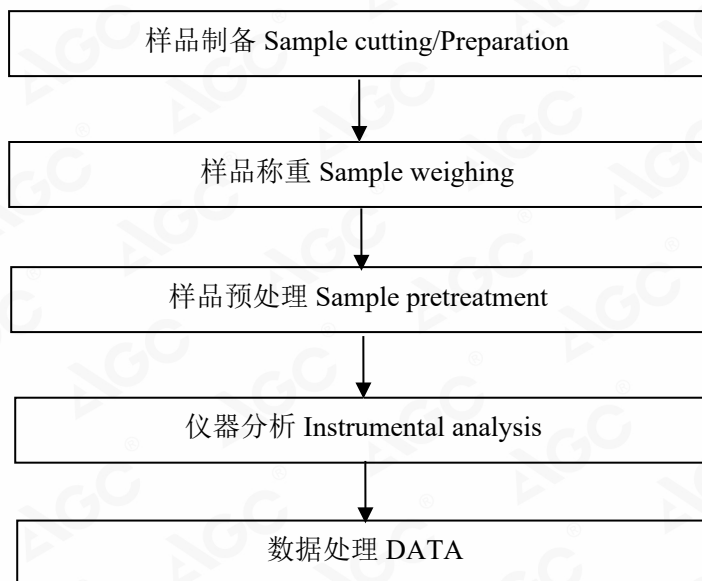 样品制备 Sample cutting/Preparation
样品称重 Sample weighing
样品预处理 Sample pretreatment
仪器分析 Instrumental analysis
数据处理 DATA